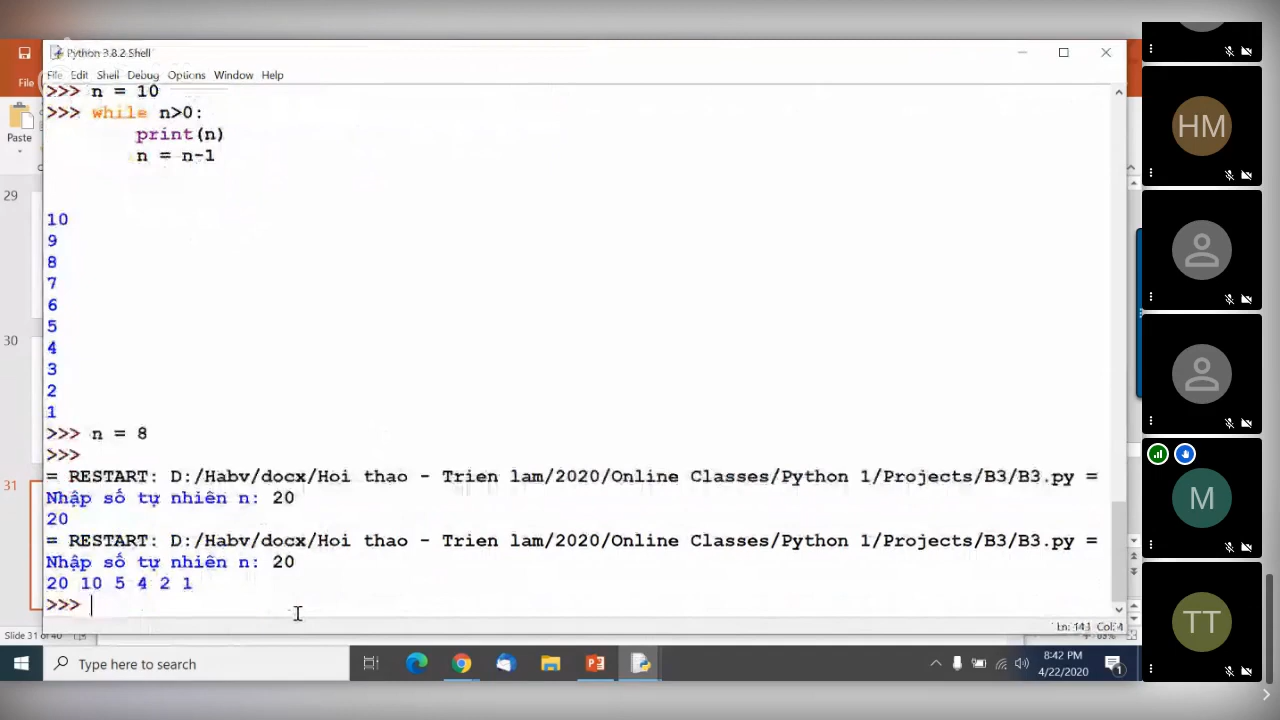 Python 3.8.2 Shell
File
File Edit Shell Debug Options Window Help
Paste
>>> n = 10
>>> while n>0:
print(n)
n = n-1
10
9
8
7
6
5
4
3
2
1
>>> n = 8
>>>
= RESTART: D:/Habv/docx/Hoi thao - Trien lam/2020/Online Classes/Python 1/Projects/B3/B3.py =
Nhập số tự nhiên n: 20
20
= RESTART: D:/Habv/docx/Hoi thao - Trien lam/2020/Online Classes/Python 1/Projects/B3/B3.py =
Nhập số tự nhiên n: 20
20 10 5 4 2 1
>>>
29
30
31
Ln: 141 Col: 4
Slide 31 of 40
63%
Type here to search
8:42 PM
4/22/2020
1
HM
M
TT